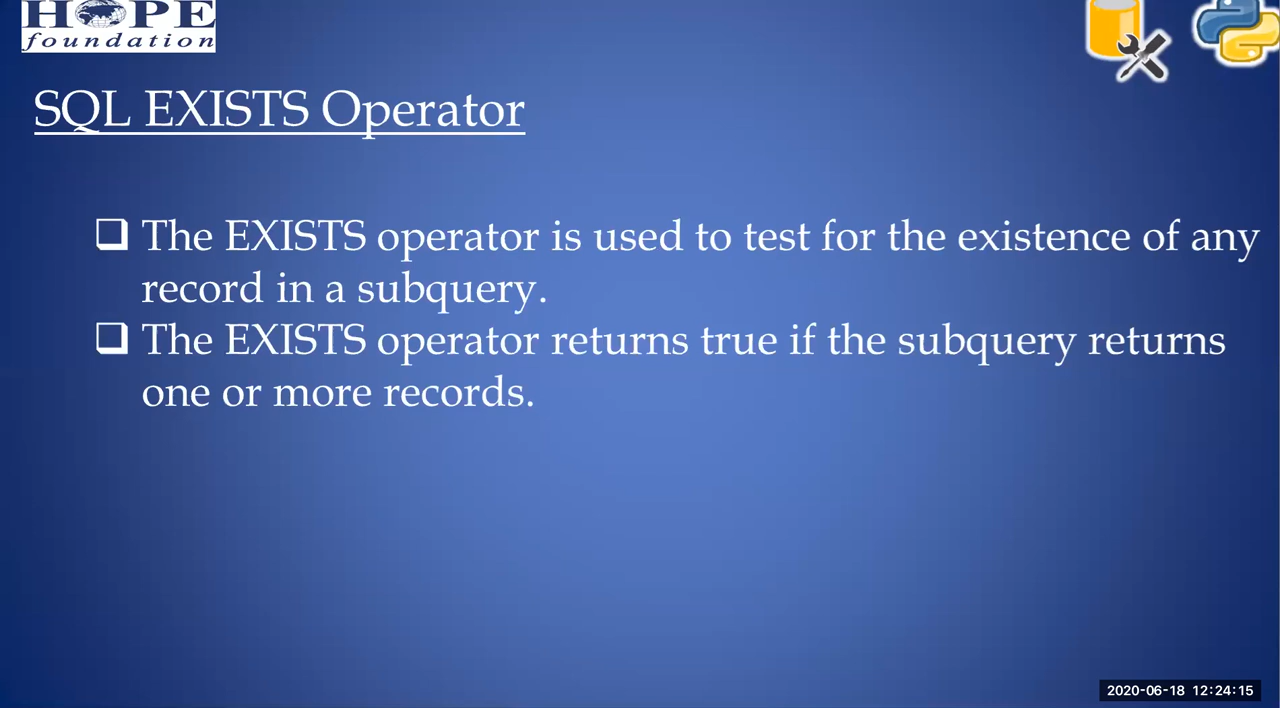 HOPE
foundation
SQL EXISTS Operator
❑ The EXISTS operator is used to test for the existence of any
record in a subquery.
❑ The EXISTS operator returns true if the subquery returns
one or more records.
2020-06-18 12:24:15